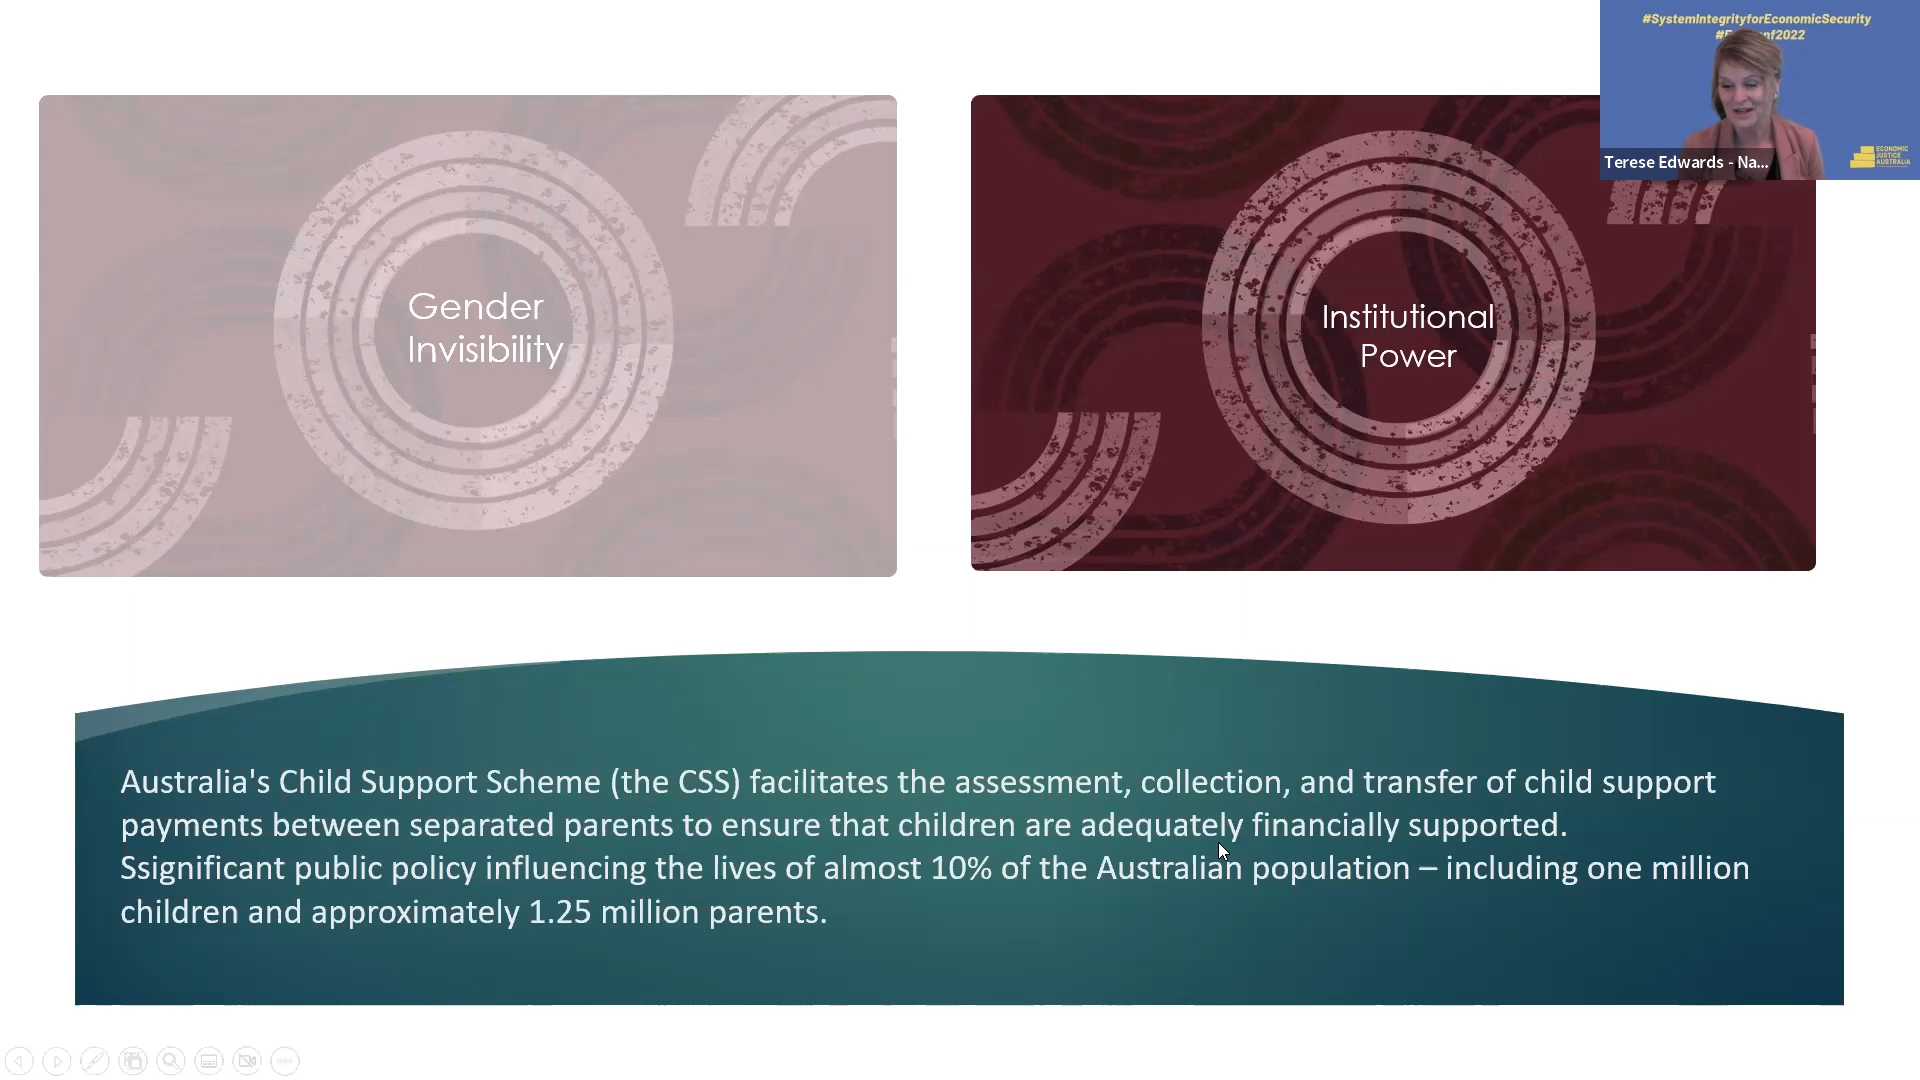 #SystemIntegrityforEconomicSecurity
Terese Edwards - Na...
ECONOMIC
JUSTICE
AUSTRALIA
Gender
Invisibility
Institutional
Power
Australia's Child Support Scheme (the CSS) facilitates the assessment, collection, and transfer of child support
payments between separated parents to ensure that children are adequately financially supported.
Ssignificant public policy influencing the lives of almost 10% of the Australian population – including one million
children and approximately 1.25 million parents.